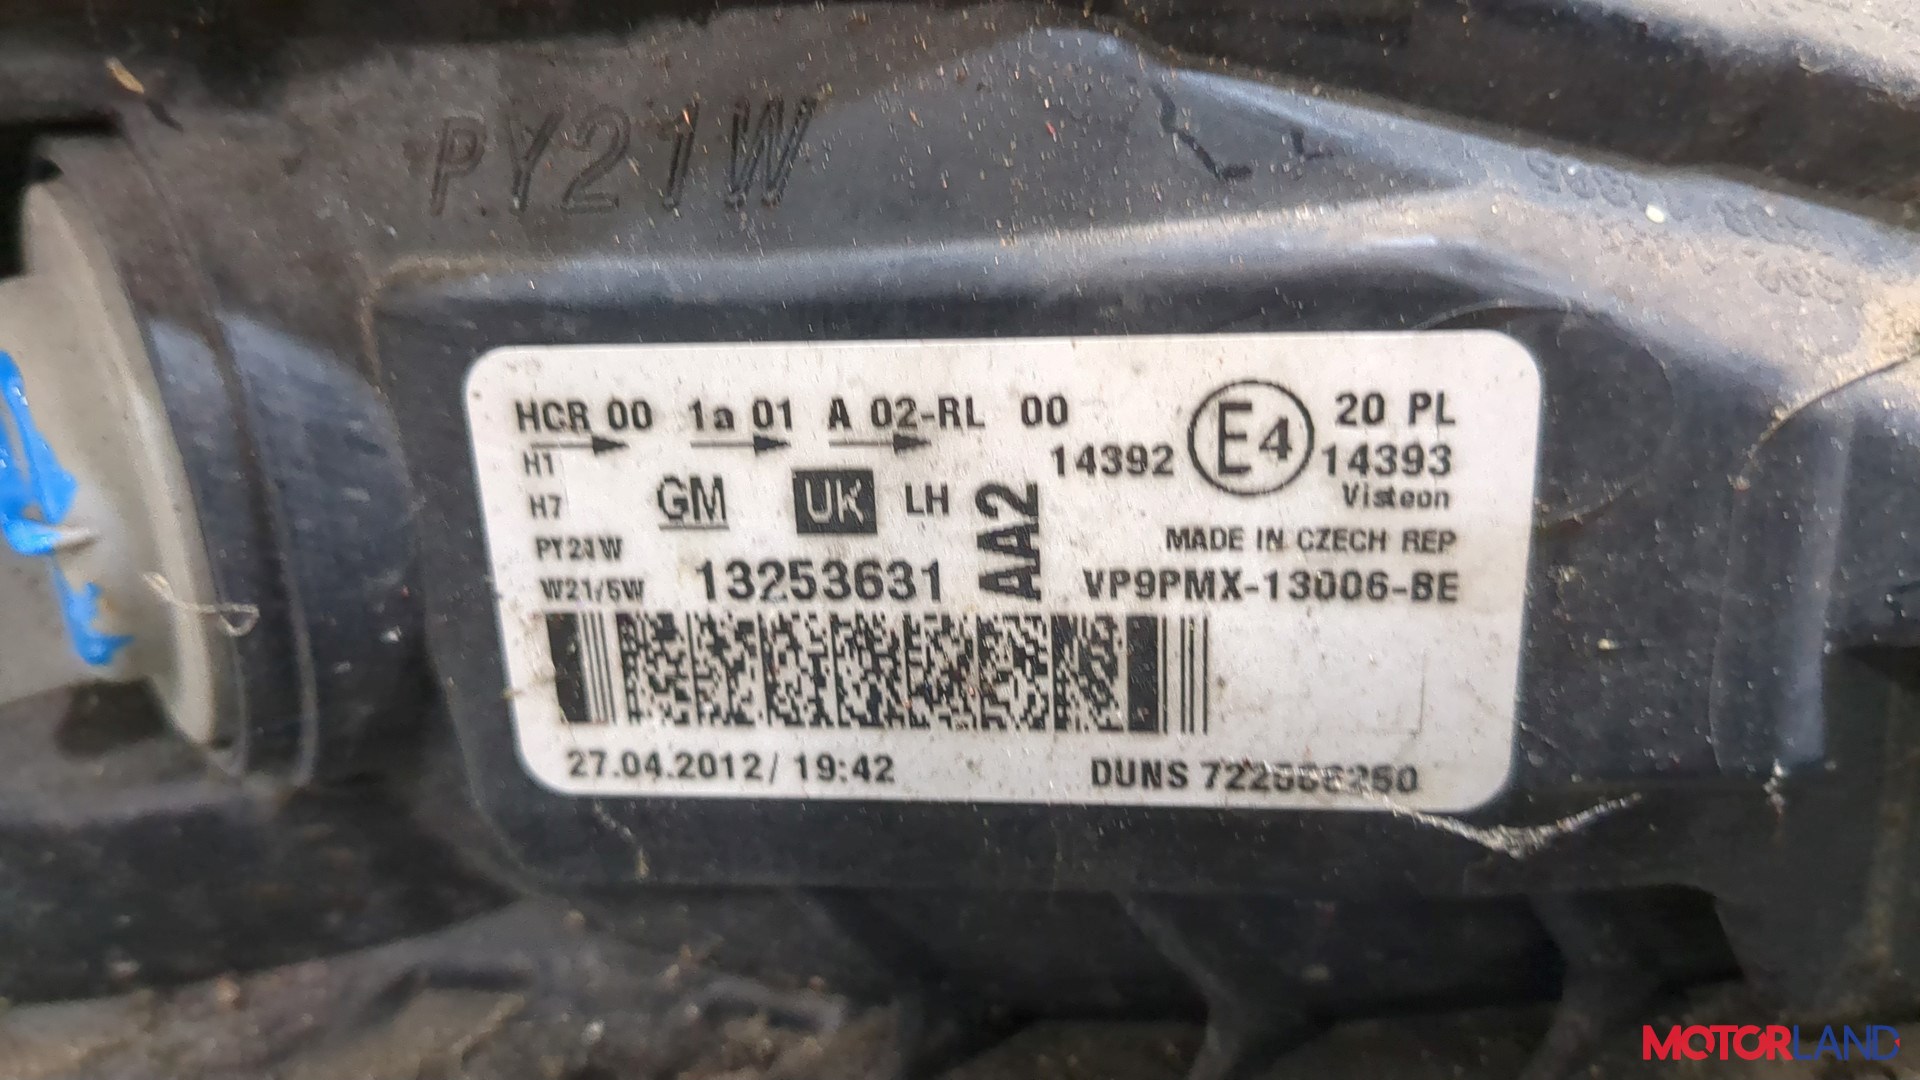 PY21W
HCR 00 1a 01 A 02-RL 00
E4
20 PL
14392
14393
H1
H7
GM
UK
LH
AA2
Visteon
MADE IN CZECH REP
PY21W
W21/5W
13253631
VP9PMX-13006-BE
27.04.2012/ 19:42
DUNS
MOTORLAND